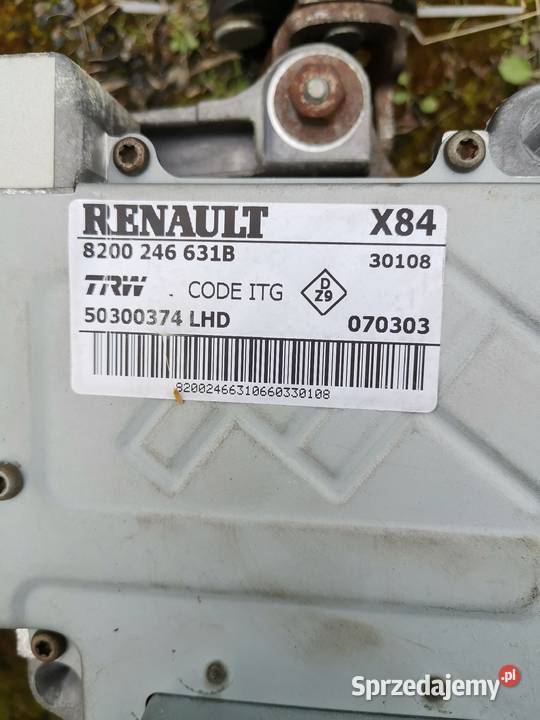 RENAULT X84
8200 246 631B 30108
TRW . CODE ITG D Z9
50300374 LHD 070303
82002466310660330108
Sprzedajemy.pl